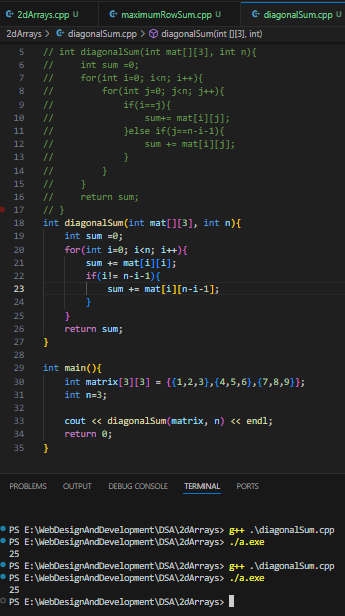 2dArrays.cpp U maximumRowSum.cpp U diagonalSum.cpp U
2dArrays > diagonalSum.cpp > diagonalSum(int [][3], int)
5 // int diagonalSum(int mat[][3], int n){
6 //     int sum =0;
7 //     for(int i=0; i<n; i++){
8 //         for(int j=0; j<n; j++){
9 //             if(i==j){
10 //                 sum+= mat[i][j];
11 //             }else if(j==n-i-1){
12 //                 sum += mat[i][j];
13 //             }
14 //         }
15 //     }
16 //     return sum;
17 // }
18 int diagonalSum(int mat[][3], int n){
19     int sum =0;
20     for(int i=0; i<n; i++){
21         sum += mat[i][i];
22         if(i!= n-i-1){
23             sum += mat[i][n-i-1];
24         }
25     }
26     return sum;
27 }
28
29 int main(){
30     int matrix[3][3] = {{1,2,3},{4,5,6},{7,8,9}};
31     int n=3;
32
33     cout << diagonalSum(matrix, n) << endl;
34     return 0;
35 }
PROBLEMS OUTPUT DEBUG CONSOLE TERMINAL PORTS
PS E:\WebDesignAndDevelopment\DSA\2dArrays> g++ .\diagonalSum.cpp
PS E:\WebDesignAndDevelopment\DSA\2dArrays> ./a.exe
25
PS E:\WebDesignAndDevelopment\DSA\2dArrays> g++ .\diagonalSum.cpp
PS E:\WebDesignAndDevelopment\DSA\2dArrays> ./a.exe
25
PS E:\WebDesignAndDevelopment\DSA\2dArrays>